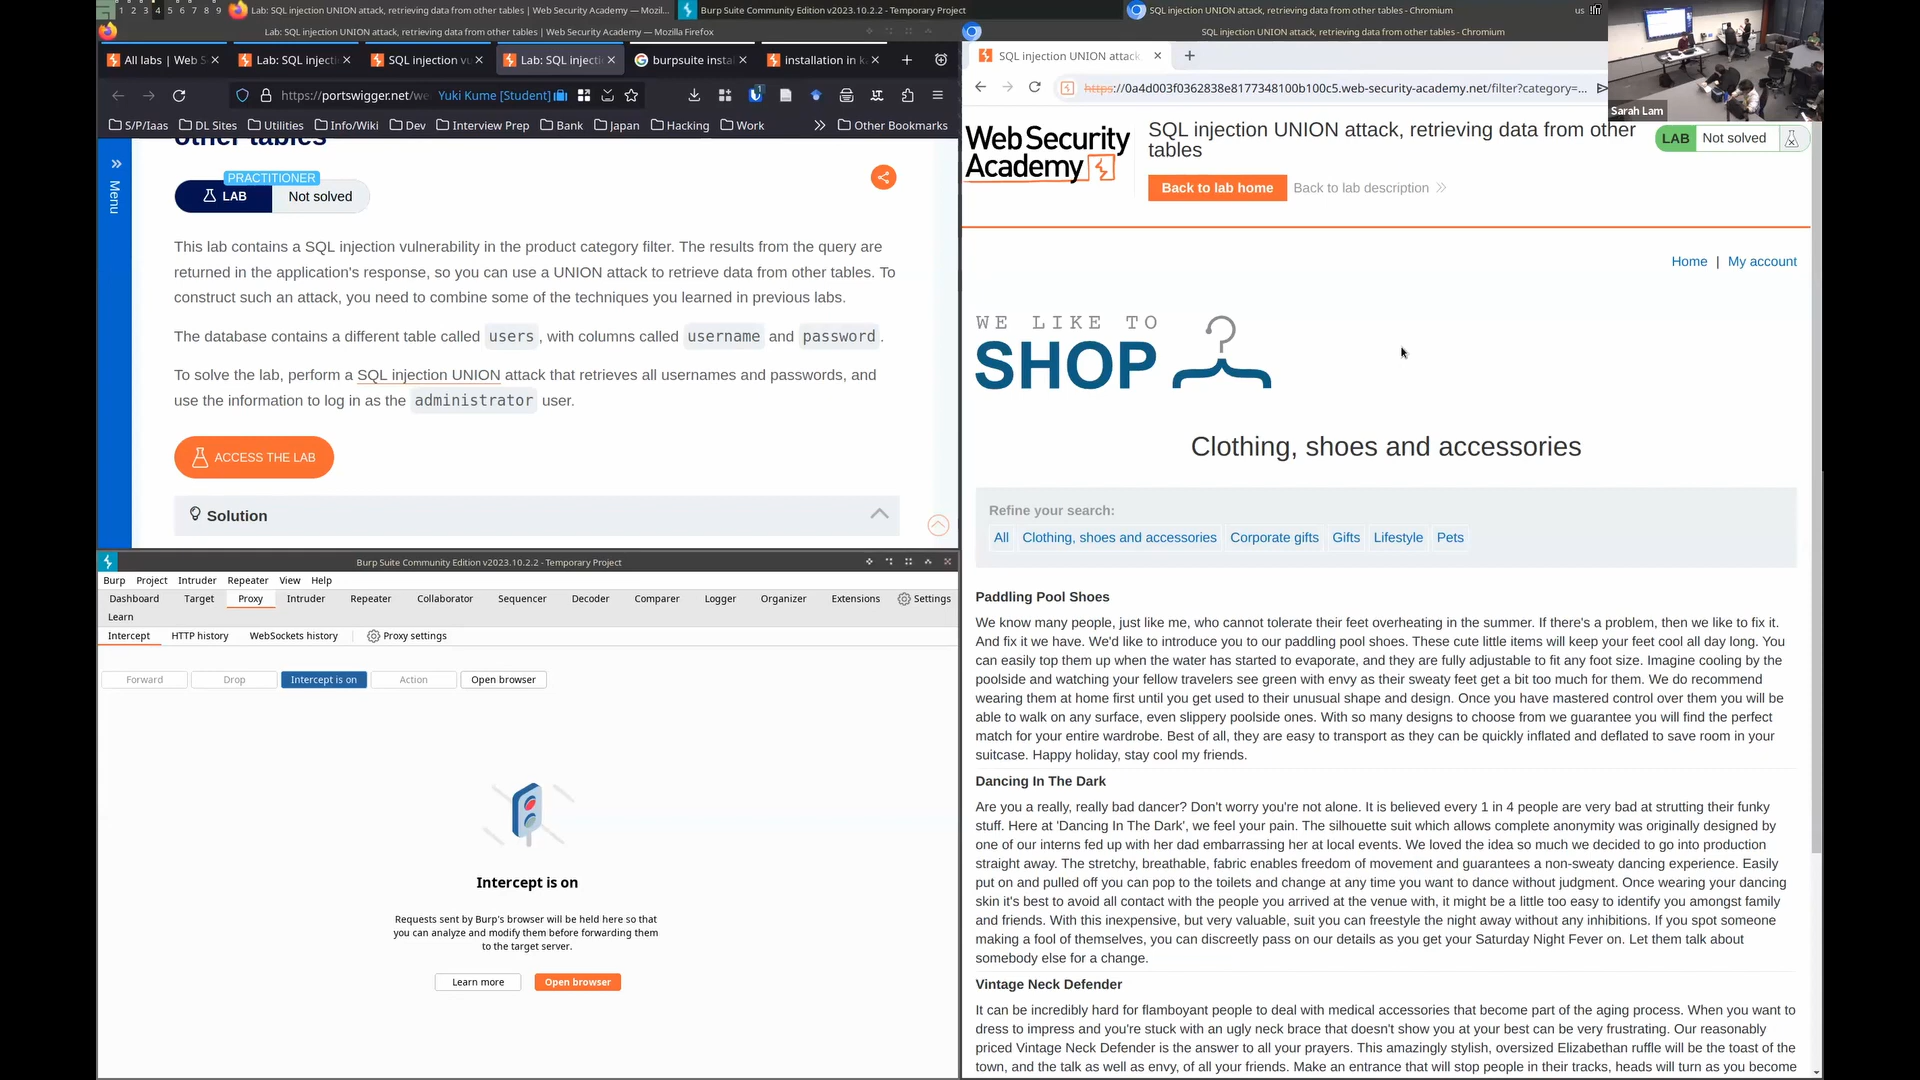 1 2 3 4 5 6 7 8 9
Lab: SQL injection UNION attack, retrieving data from other tables | Web Security Academy — Mozil...
Burp Suite Community Edition v2023.10.2.2 - Temporary Project
SQL injection UNION attack, retrieving data from other tables - Chromium
us
Lab: SQL injection UNION attack, retrieving data from other tables | Web Security Academy — Mozilla Firefox
All labs | Web S
Lab: SQL injecti
SQL injection vu
Lab: SQL injecti
burpsuite insta
installation in k
https://portswigger.net/we
Yuki Kume [Student]
1
S/P/Iaas
DL Sites
Utilities
Info/Wiki
Dev
Interview Prep
Bank
Japan
Hacking
Work
Other Bookmarks
Menu
other tables
PRACTITIONER
LAB
Not solved
This lab contains a SQL injection vulnerability in the product category filter. The results from the query are
returned in the application's response, so you can use a UNION attack to retrieve data from other tables. To
construct such an attack, you need to combine some of the techniques you learned in previous labs.
The database contains a different table called users, with columns called username and password.
To solve the lab, perform a SQL injection UNION attack that retrieves all usernames and passwords, and
use the information to log in as the administrator user.
ACCESS THE LAB
Solution
Burp Suite Community Edition v2023.10.2.2 - Temporary Project
Burp Project Intruder Repeater View Help
Dashboard Target Proxy Intruder Repeater Collaborator Sequencer Decoder Comparer Logger Organizer Extensions Settings
Learn
Intercept HTTP history WebSockets history Proxy settings
Forward Drop Intercept is on Action Open browser
Intercept is on
Requests sent by Burp's browser will be held here so that
you can analyze and modify them before forwarding them
to the target server.
Learn more Open browser
SQL injection UNION attack, retrieving data from other tables - Chromium
SQL injection UNION attack
https://0a4d003f0362838e8177348100b100c5.web-security-academy.net/filter?category=...
Sarah Lam
Web Security
Academy
SQL injection UNION attack, retrieving data from other
tables
LAB Not solved
Back to lab home
Back to lab description
Home | My account
WE LIKE TO
SHOP
Clothing, shoes and accessories
Refine your search:
All Clothing, shoes and accessories Corporate gifts Gifts Lifestyle Pets
Paddling Pool Shoes
We know many people, just like me, who cannot tolerate their feet overheating in the summer. If there's a problem, then we like to fix it.
And fix it we have. We'd like to introduce you to our paddling pool shoes. These cute little items will keep your feet cool all day long. You
can easily top them up when the water has started to evaporate, and they are fully adjustable to fit any foot size. Imagine cooling by the
poolside and watching your fellow travelers see green with envy as their sweaty feet get a bit too much for them. We do recommend
wearing them at home first until you get used to their unusual shape and design. Once you have mastered control over them you will be
able to walk on any surface, even slippery poolside ones. With so many designs to choose from we guarantee you will find the perfect
match for your entire wardrobe. Best of all, they are easy to transport as they can be quickly inflated and deflated to save room in your
suitcase. Happy holiday, stay cool my friends.
Dancing In The Dark
Are you a really, really bad dancer? Don't worry you're not alone. It is believed every 1 in 4 people are very bad at strutting their funky
stuff. Here at 'Dancing In The Dark', we feel your pain. The silhouette suit which allows complete anonymity was originally designed by
one of our interns fed up with her dad embarrassing her at local events. We loved the idea so much we decided to go into production
straight away. The stretchy, breathable, fabric enables freedom of movement and guarantees a non-sweaty dancing experience. Easily
put on and pulled off you can pop to the toilets and change at any time you want to dance without judgment. Once wearing your dancing
skin it's best to avoid all contact with the people you arrived at the venue with, it might be a little too easy to identify you amongst family
and friends. With this inexpensive, but very valuable, suit you can freestyle the night away without any inhibitions. If you spot someone
making a fool of themselves, you can discreetly pass on our details as you get your Saturday Night Fever on. Let them talk about
somebody else for a change.
Vintage Neck Defender
It can be incredibly hard for flamboyant people to deal with medical accessories that become part of the aging process. When you want to
dress to impress and you're stuck with an ugly neck brace that doesn't show you at your best can be very frustrating. Our reasonably
priced Vintage Neck Defender is the answer to all your prayers. This amazingly stylish, oversized Elizabethan ruffle will be the toast of the
town, and the talk as well as envy, of all your friends. Make an entrance that will stop people in their tracks, heads will turn as you become